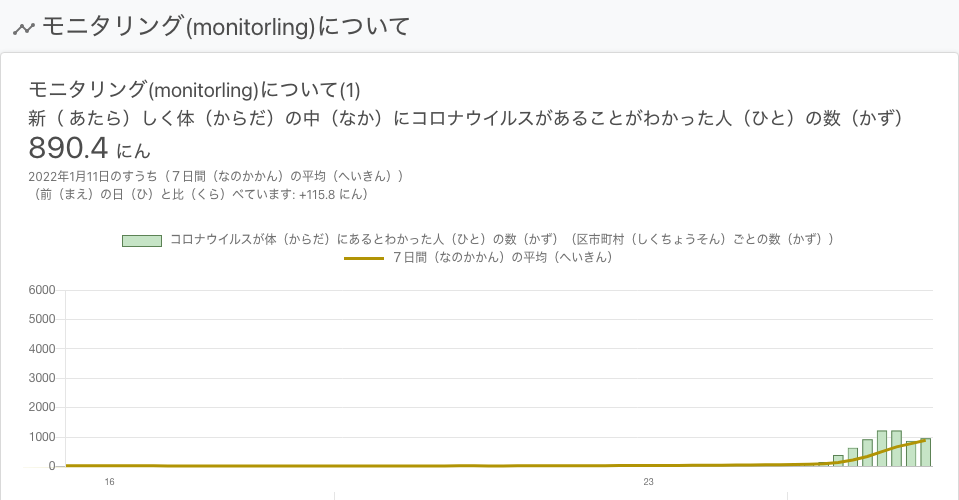 モニタリング(monitorling)について
モニタリング(monitorling)について(1)
新（ あたら）しく体（からだ）の中（なか）にコロナウイルスがあることがわかった人（ひと）の数（かず）
890.4 にん
2022年1月11日のすうち（７日間（なのかかん）の平均（へいきん））
（前（まえ）の日（ひ）と比（くら）べています: +115.8 にん）
コロナウイルスが体（からだ）にあるとわかった人（ひと）の数（かず）（区市町村（しくちょうそん）ごとの数（かず））
７日間（なのかかん）の平均（へいきん）
6000
5000
4000
3000
2000
1000
0
16 23